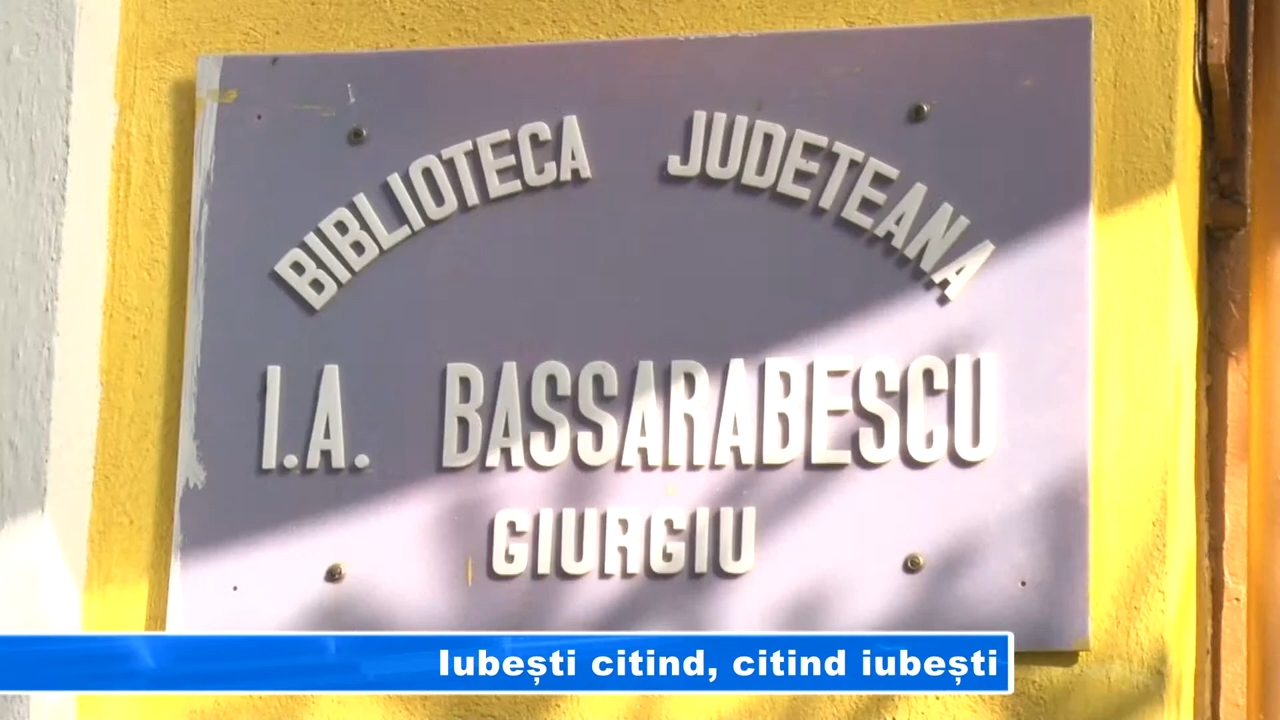 BIBLIOTECA JUDETEANA
I.A. BASSARABESCU
GIURGIU
Iubești citind, citind iubești